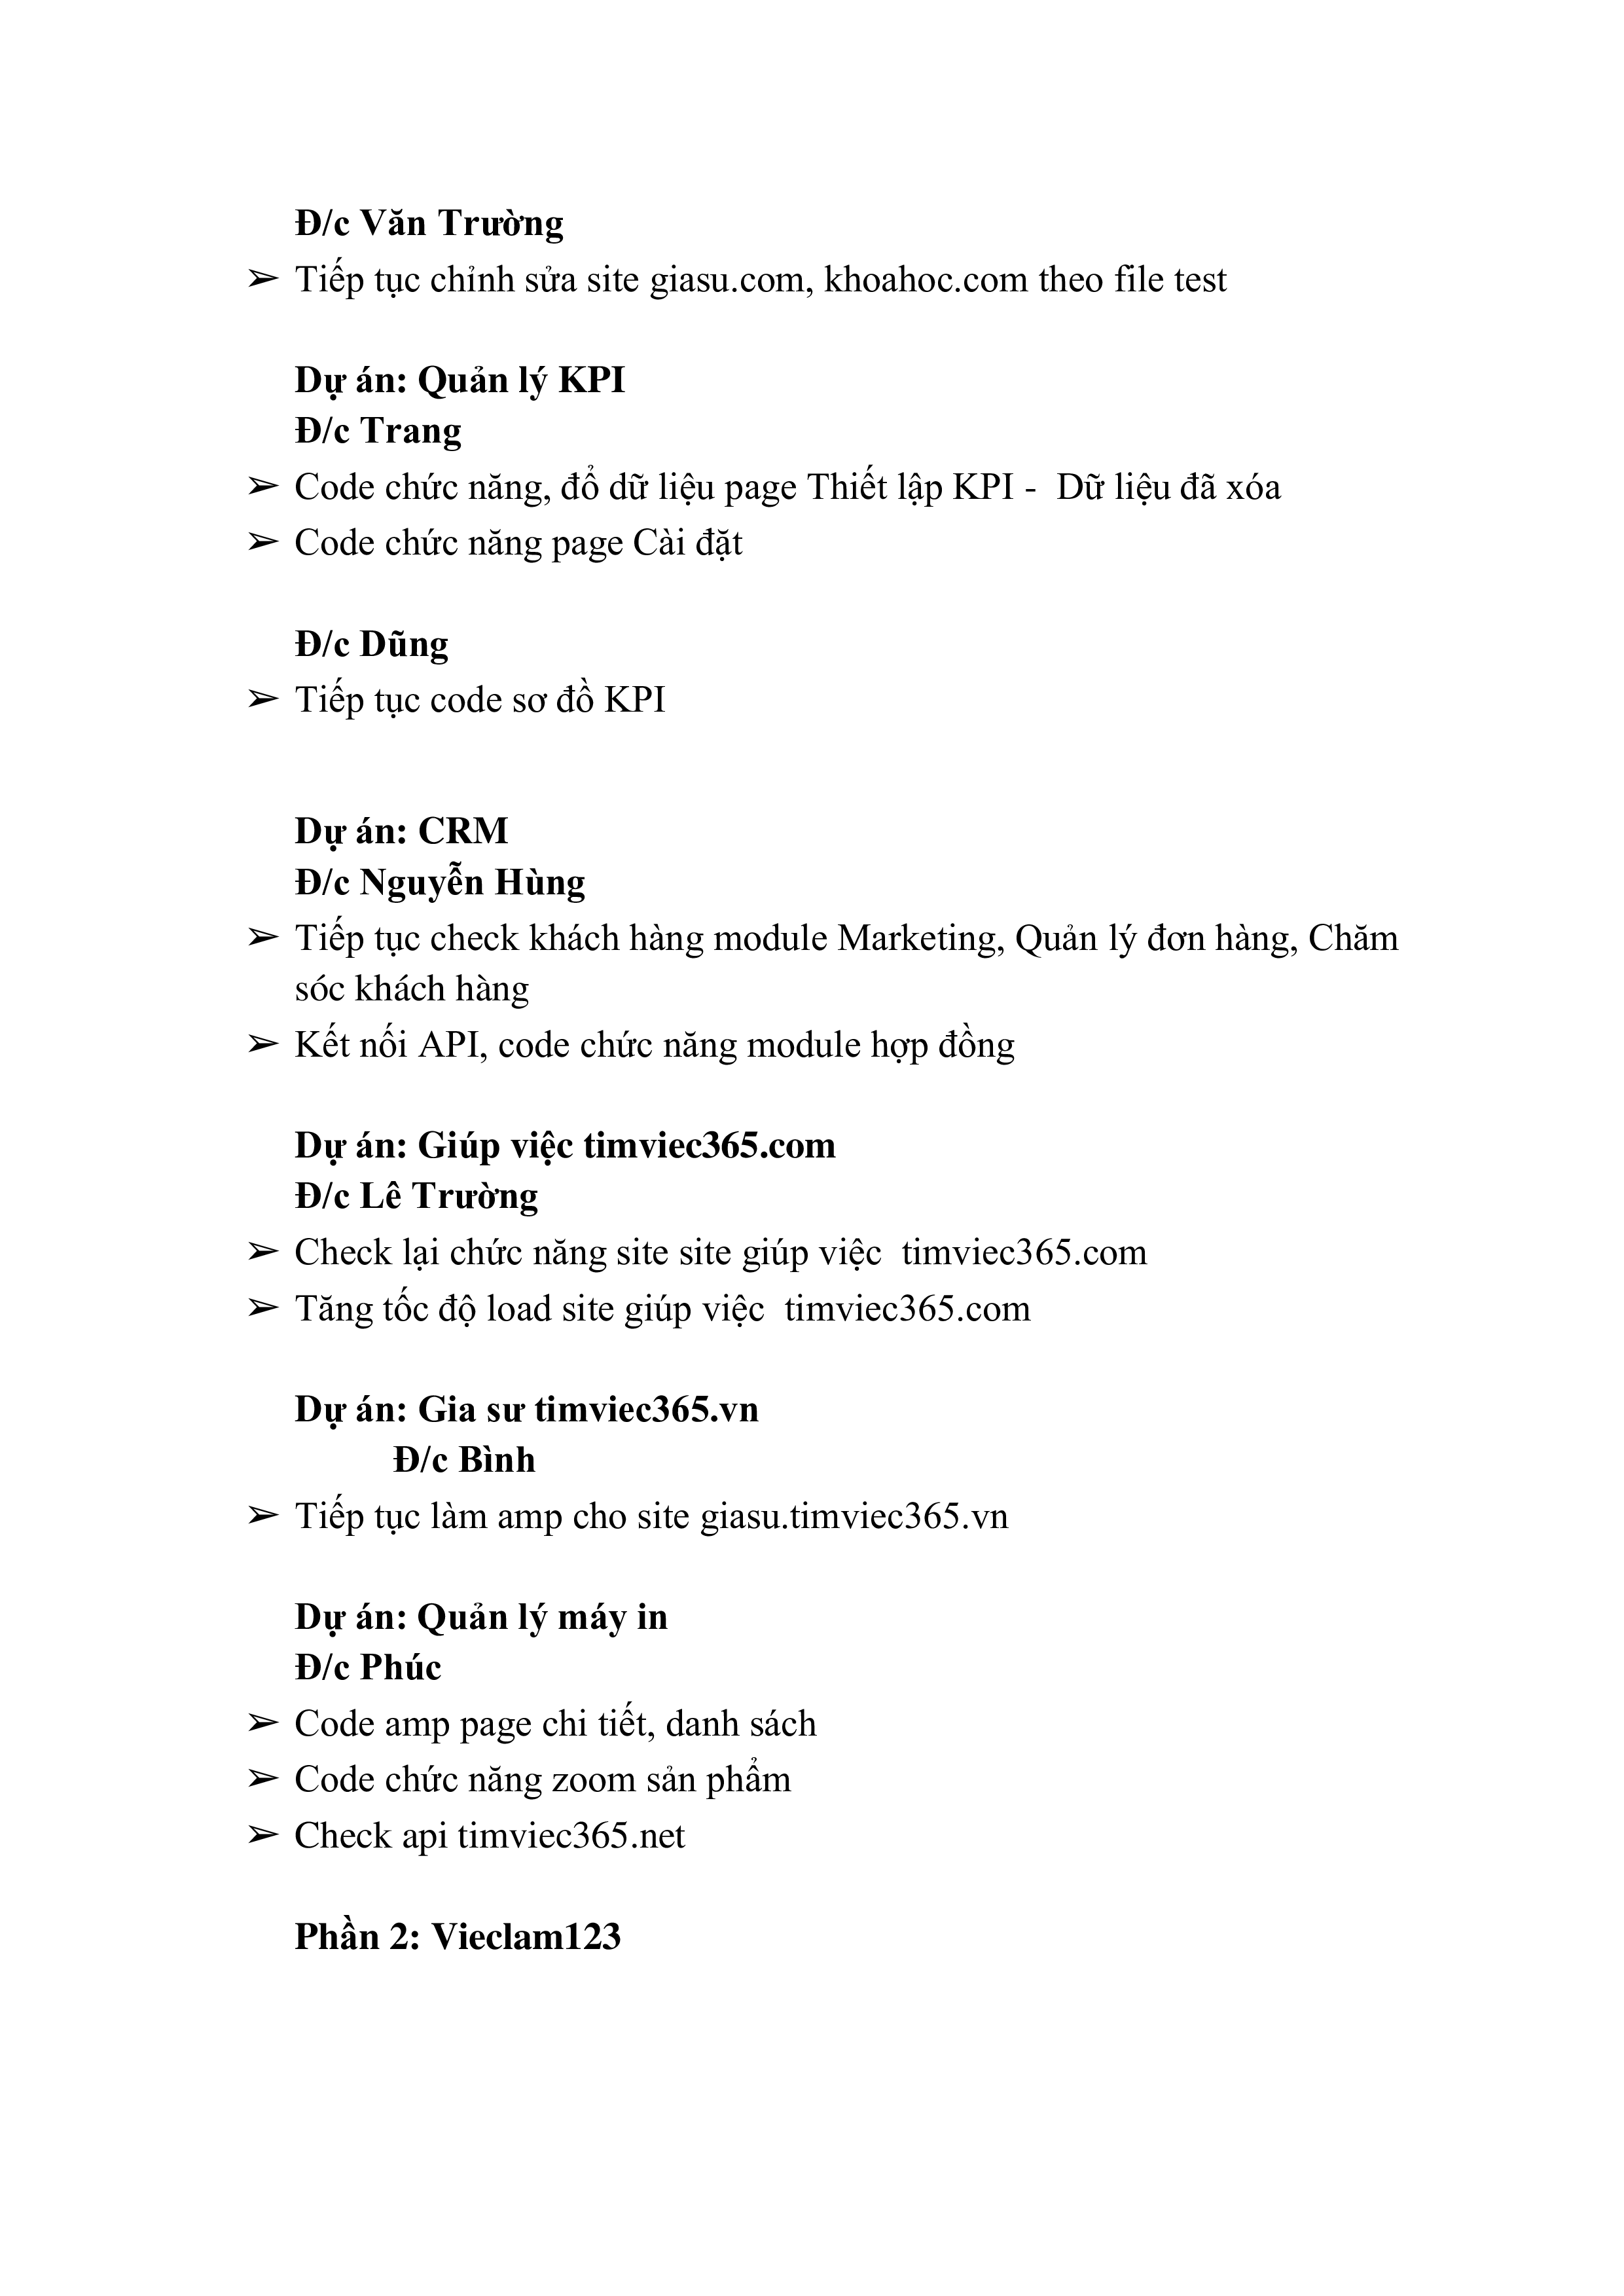 Đ/c Văn Trường
➢ Tiếp tục chỉnh sửa site giasu.com, khoahoc.com theo file test
Dự án: Quản lý KPI
Đ/c Trang
➢ Code chức năng, đổ dữ liệu page Thiết lập KPI -  Dữ liệu đã xóa
➢ Code chức năng page Cài đặt
Đ/c Dũng
➢ Tiếp tục code sơ đồ KPI
Dự án: CRM
Đ/c Nguyễn Hùng
➢ Tiếp tục check khách hàng module Marketing, Quản lý đơn hàng, Chăm
sóc khách hàng
➢ Kết nối API, code chức năng module hợp đồng
Dự án: Giúp việc timviec365.com
Đ/c Lê Trường
➢ Check lại chức năng site site giúp việc  timviec365.com
➢ Tăng tốc độ load site giúp việc  timviec365.com
Dự án: Gia sư timviec365.vn
Đ/c Bình
➢ Tiếp tục làm amp cho site giasu.timviec365.vn
Dự án: Quản lý máy in
Đ/c Phúc
➢ Code amp page chi tiết, danh sách
➢ Code chức năng zoom sản phẩm
➢ Check api timviec365.net
Phần 2: Vieclam123